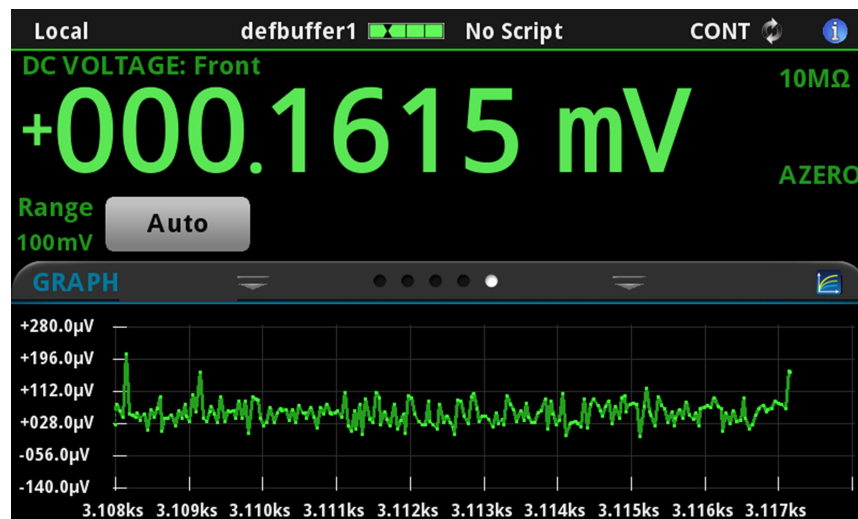 Local defbuffer1 No Script CONT i
DC VOLTAGE: Front
10MΩ
+000.1615 mV
AZERO
Range
100mV
Auto
GRAPH
+280.0µV
+196.0µV
+112.0µV
+028.0µV
-056.0µV
-140.0µV
3.108ks 3.109ks 3.110ks 3.111ks 3.112ks 3.113ks 3.114ks 3.115ks 3.116ks 3.117ks